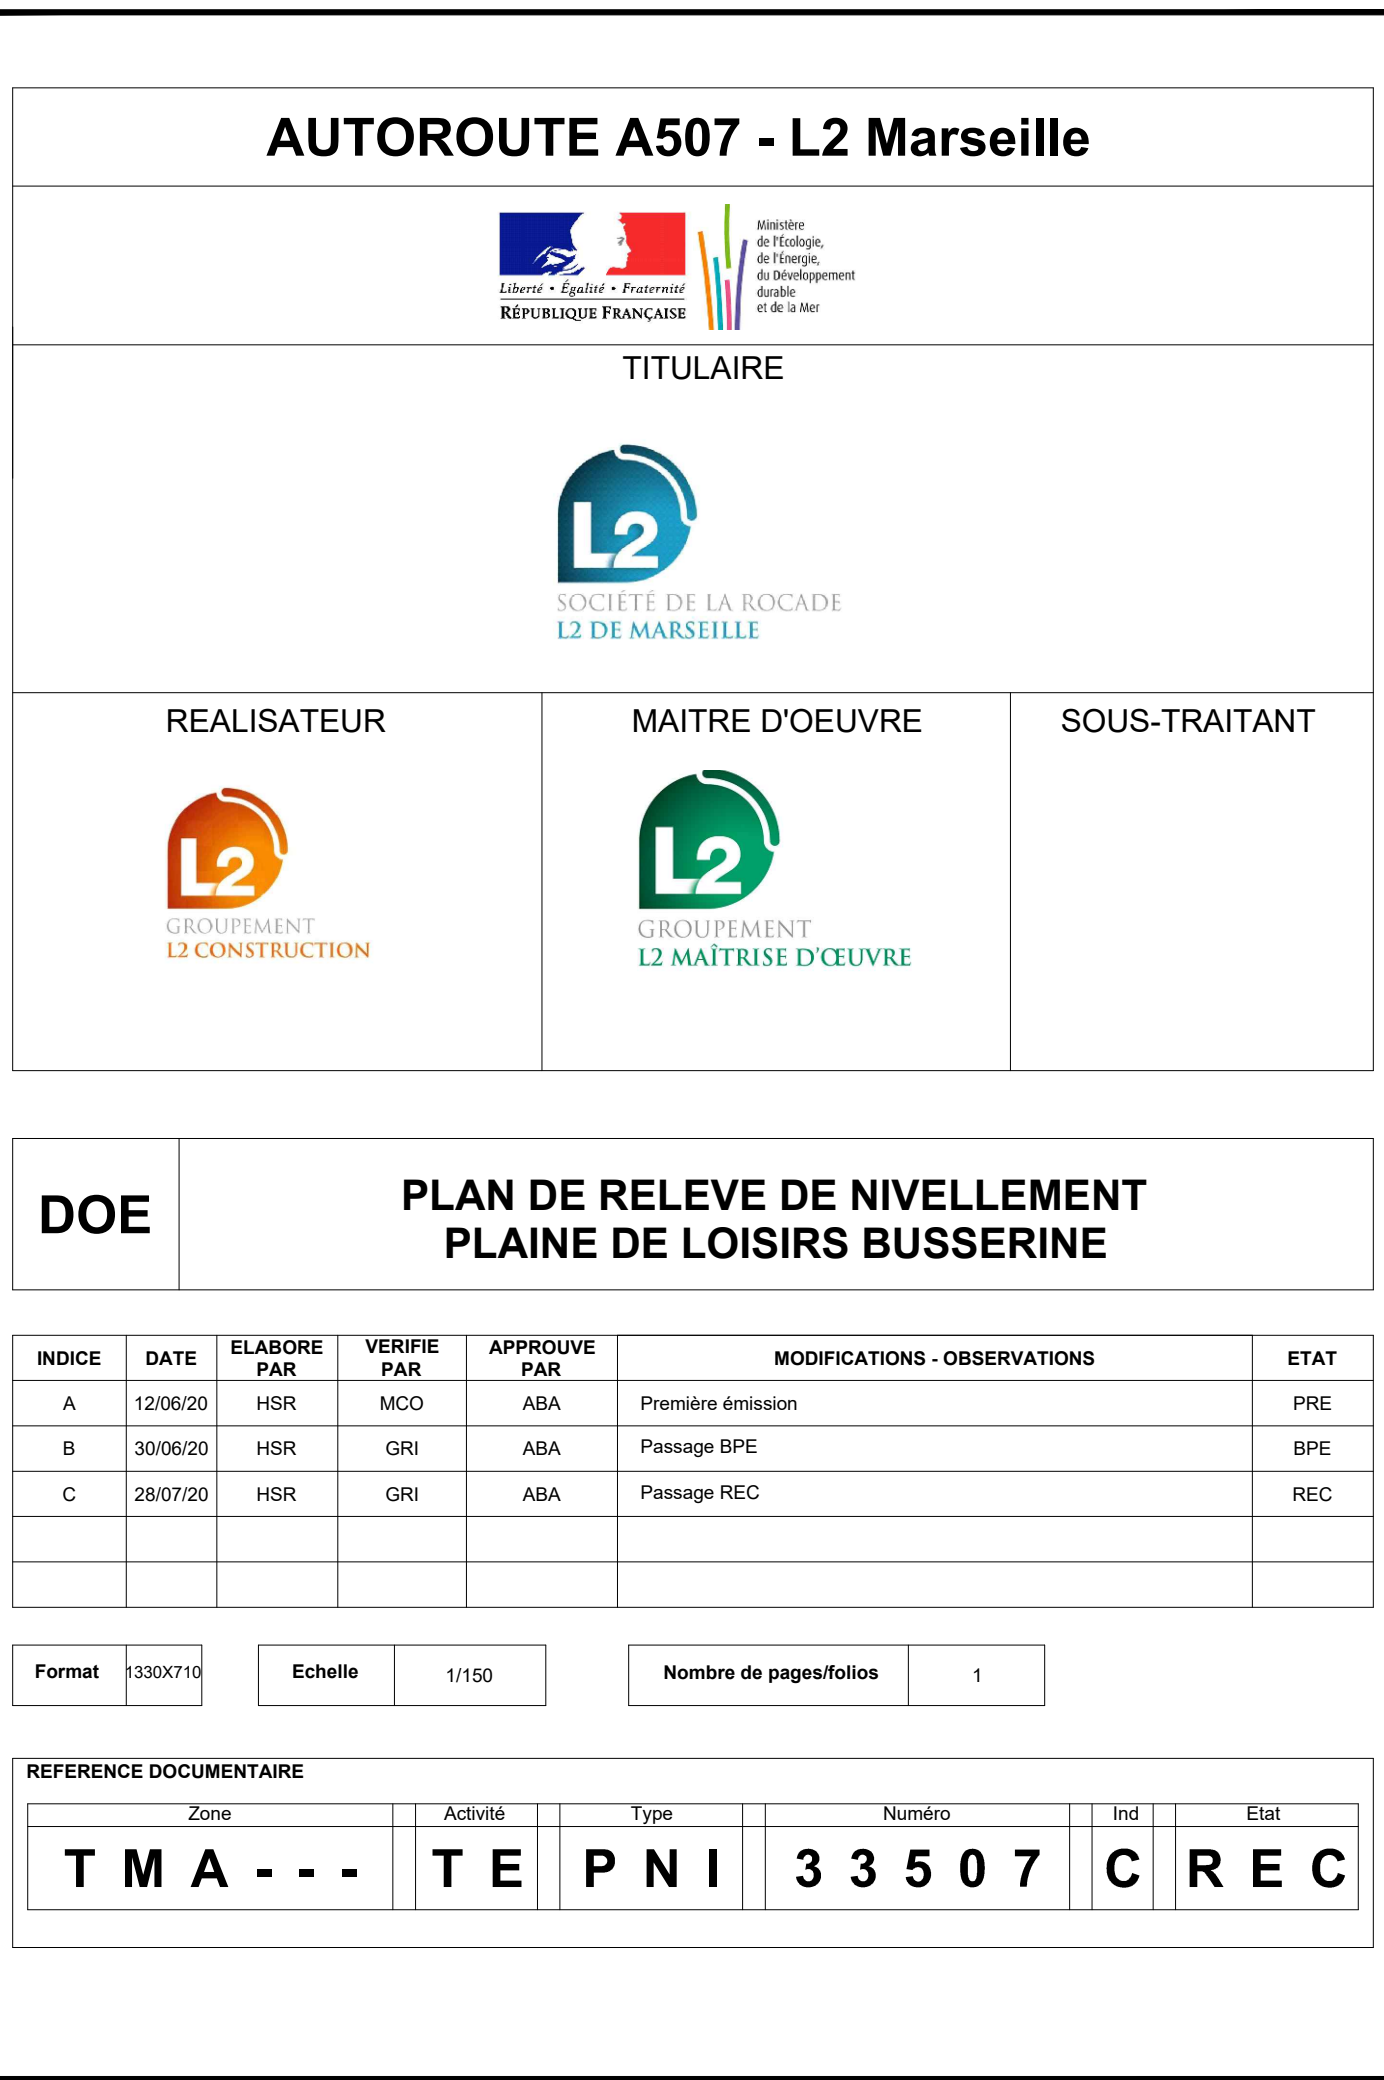 AUTOROUTE A507 - L2 Marseille
Liberté • Égalité • Fraternité
RÉPUBLIQUE FRANÇAISE
Ministère
de l'Écologie,
de l'Énergie,
du Développement
durable
et de la Mer
TITULAIRE
L2
SOCIÉTÉ DE LA ROCADE
L2 DE MARSEILLE
REALISATEUR
L2
GROUPEMENT
L2 CONSTRUCTION
MAITRE D'OEUVRE
L2
GROUPEMENT
L2 MAÎTRISE D'ŒUVRE
SOUS-TRAITANT
DOE
PLAN DE RELEVE DE NIVELLEMENT
PLAINE DE LOISIRS BUSSERINE
INDICE DATE ELABORE PAR VERIFIE PAR APPROUVE PAR MODIFICATIONS - OBSERVATIONS ETAT
A 12/06/20 HSR MCO ABA Première émission PRE
B 30/06/20 HSR GRI ABA Passage BPE BPE
C 28/07/20 HSR GRI ABA Passage REC REC
Format 1330X710 Echelle 1/150 Nombre de pages/folios 1
REFERENCE DOCUMENTAIRE
Zone Activité Type Numéro Ind Etat
T M A - - - T E P N I 3 3 5 0 7 C R E C